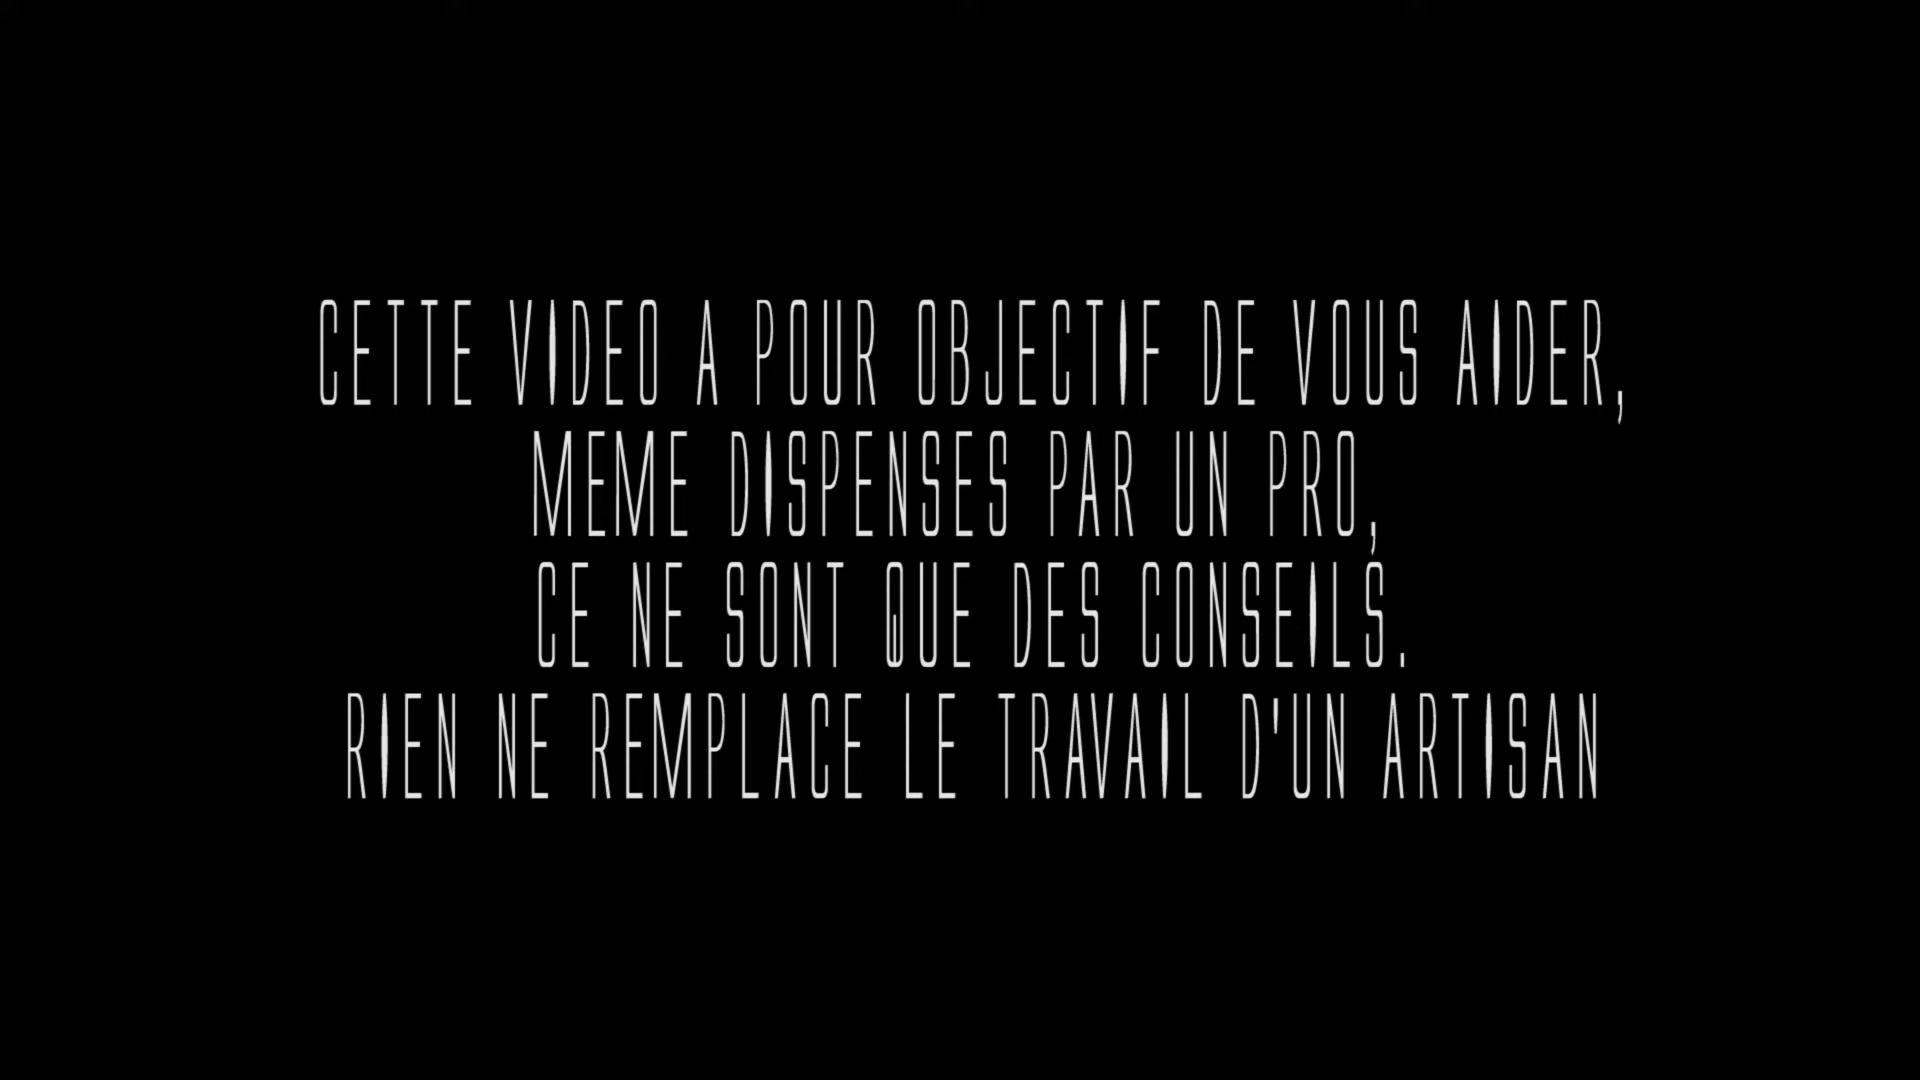 CETTE VIDEO A POUR OBJECTIF DE VOUS AIDER,
MEME DISPENSES PAR UN PRO,
CE NE SONT QUE DES CONSEILS.
RIEN NE REMPLACE LE TRAVAIL D'UN ARTISAN